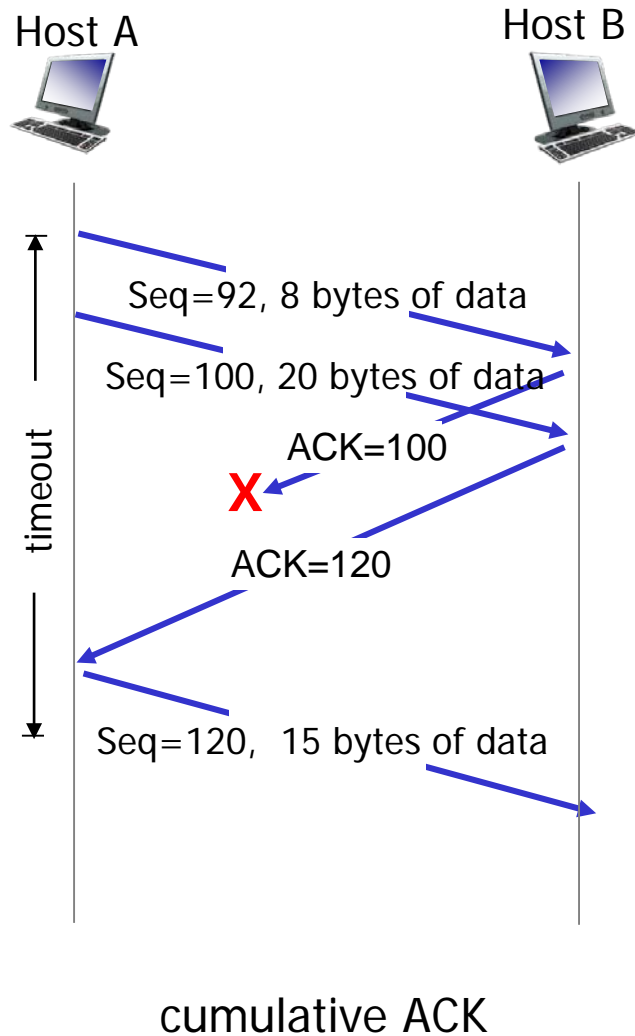 Host A
Host B
Seq=92, 8 bytes of data
Seq=100, 20 bytes of data
ACK=100
X
timeout
ACK=120
Seq=120, 15 bytes of data
cumulative ACK